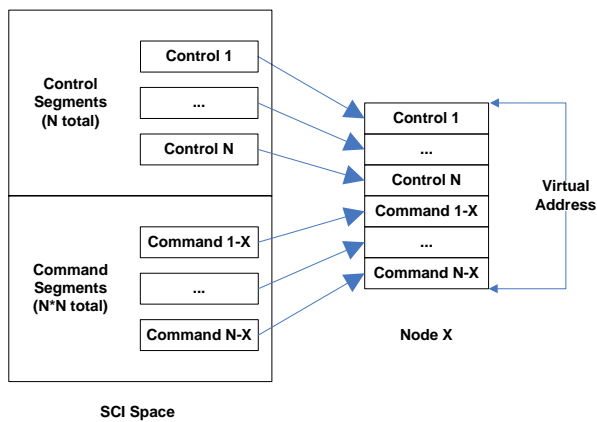 Control
Segments
(N total)
Control 1
...
Control N
Command
Segments
(N*N total)
Command 1-X
...
Command N-X
SCI Space
Control 1
...
Control N
Command 1-X
...
Command N-X
Node X
Virtual
Address